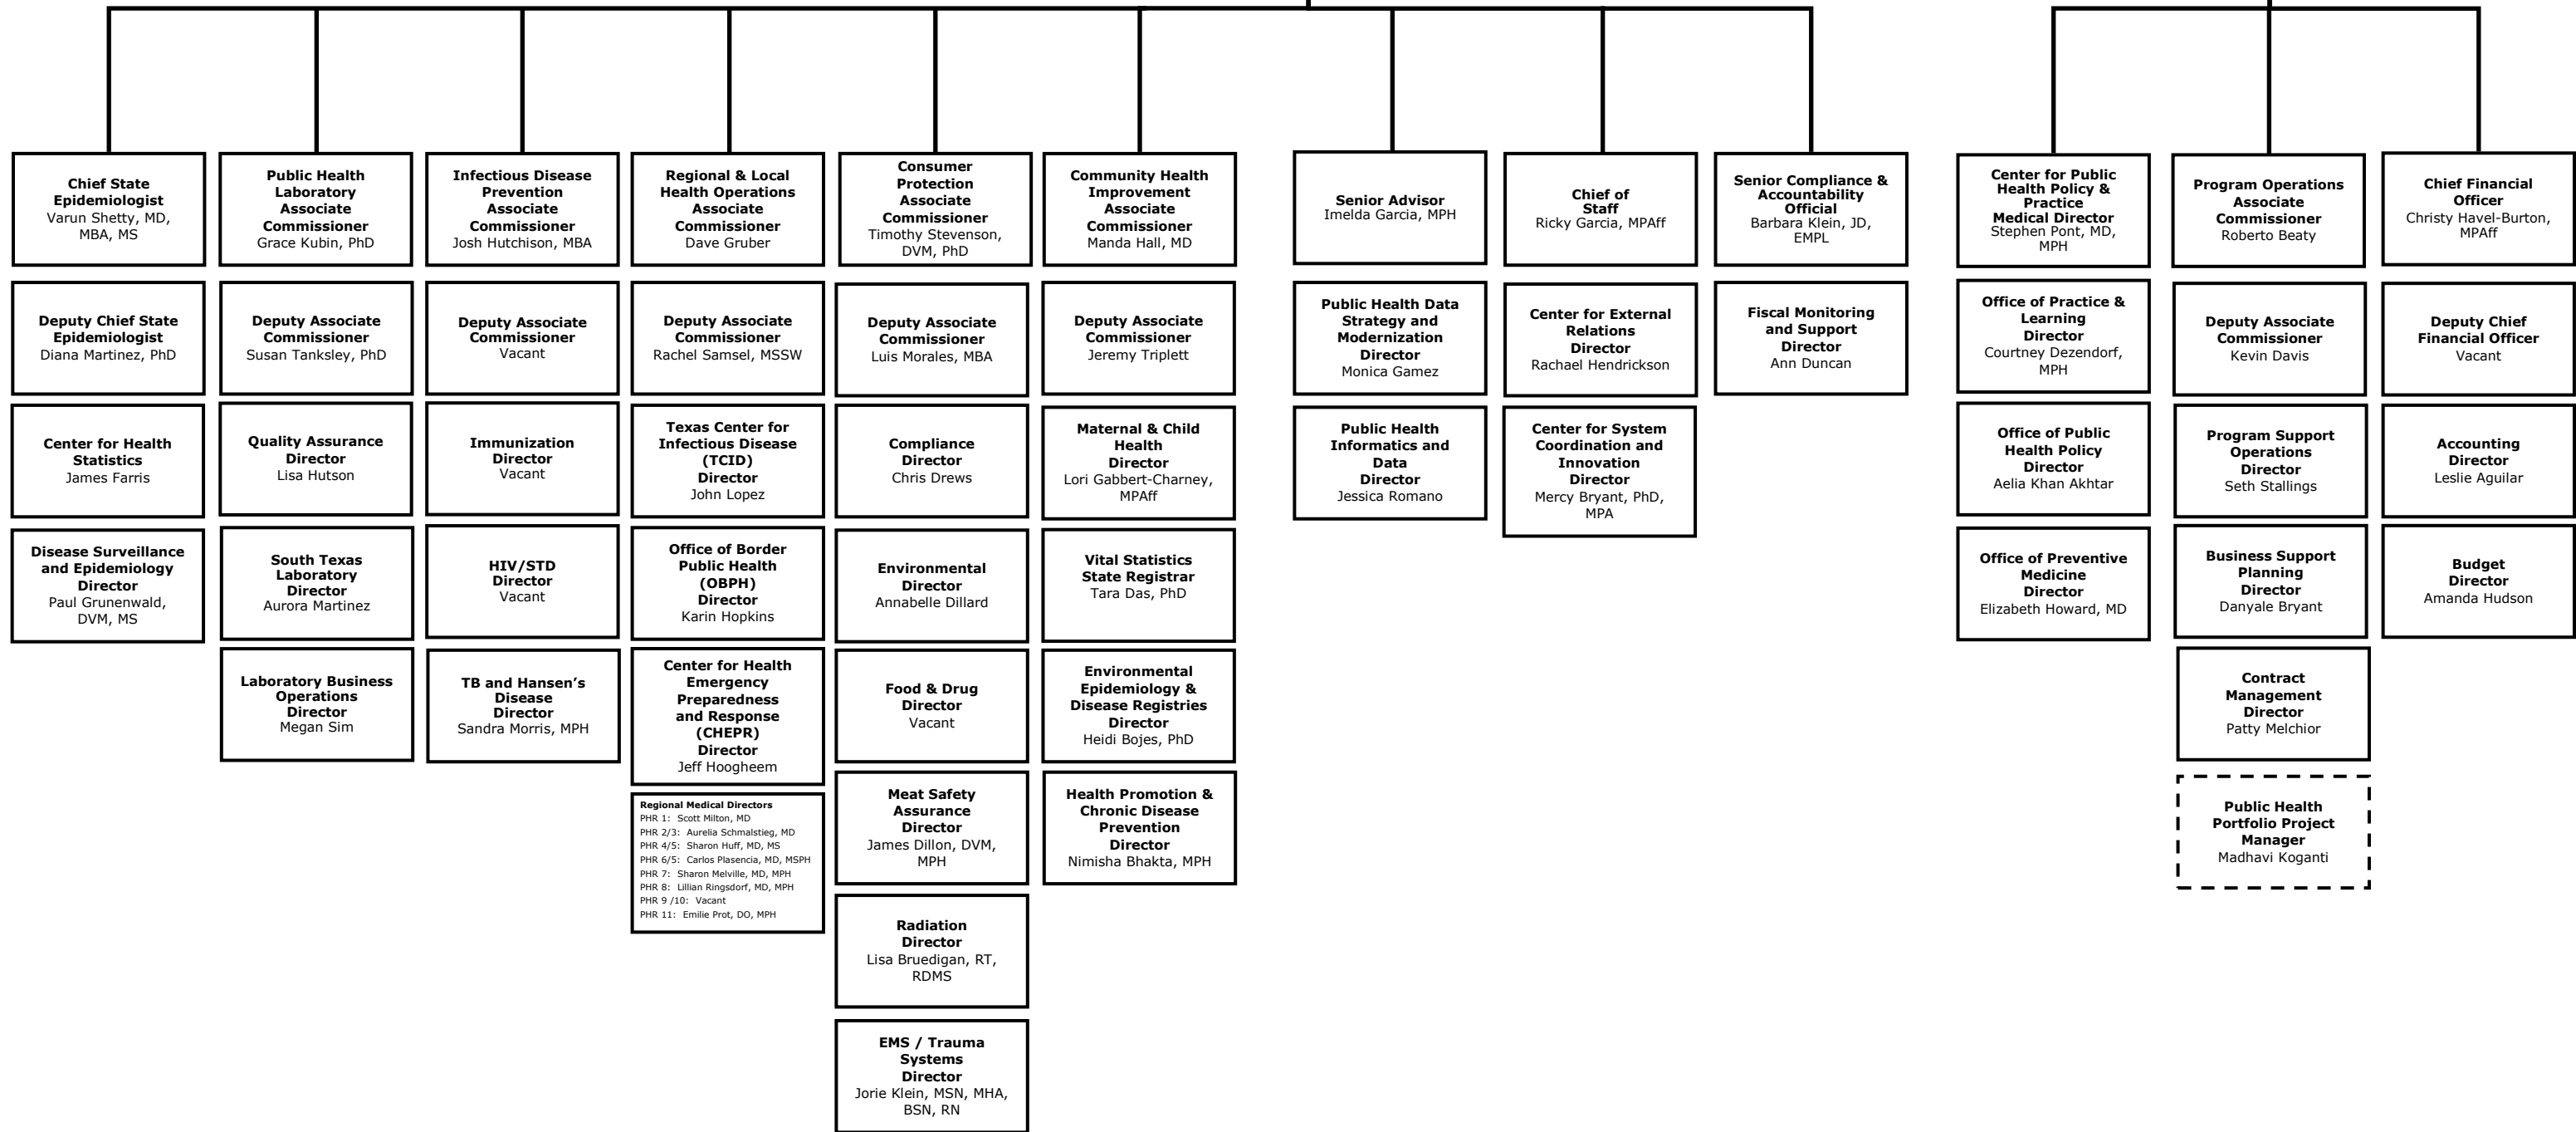 Chief State
Epidemiologist
Varun Shetty, MD,
MBA, MS
Deputy Chief State
Epidemiologist
Diana Martinez, PhD
Center for Health
Statistics
James Farris
Disease Surveillance
and Epidemiology
Director
Paul Grunenwald,
DVM, MS
Public Health
Laboratory
Associate
Commissioner
Grace Kubin, PhD
Deputy Associate
Commissioner
Susan Tanksley, PhD
Quality Assurance
Director
Lisa Hutson
South Texas
Laboratory
Director
Aurora Martinez
Laboratory Business
Operations
Director
Megan Sim
Infectious Disease
Prevention
Associate
Commissioner
Josh Hutchison, MBA
Deputy Associate
Commissioner
Vacant
Immunization
Director
Vacant
HIV/STD
Director
Vacant
TB and Hansen’s
Disease
Director
Sandra Morris, MPH
Regional & Local
Health Operations
Associate
Commissioner
Dave Gruber
Deputy Associate
Commissioner
Rachel Samsel, MSSW
Texas Center for
Infectious Disease
(TCID)
Director
John Lopez
Office of Border
Public Health
(OBPH)
Director
Karin Hopkins
Center for Health
Emergency
Preparedness
and Response
(CHEPR)
Director
Jeff Hoogheem
Regional Medical Directors
PHR 1: Scott Milton, MD
PHR 2/3: Aurelia Schmalstieg, MD
PHR 4/5: Sharon Huff, MD, MS
PHR 6/5: Carlos Plasencia, MD, MSPH
PHR 7: Sharon Melville, MD, MPH
PHR 8: Lillian Ringsdorf, MD, MPH
PHR 9 /10: Vacant
PHR 11: Emilie Prot, DO, MPH
Consumer
Protection
Associate
Commissioner
Timothy Stevenson,
DVM, PhD
Deputy Associate
Commissioner
Luis Morales, MBA
Compliance
Director
Chris Drews
Environmental
Director
Annabelle Dillard
Food & Drug
Director
Vacant
Meat Safety
Assurance
Director
James Dillon, DVM,
MPH
Radiation
Director
Lisa Bruedigan, RT,
RDMS
EMS / Trauma
Systems
Director
Jorie Klein, MSN, MHA,
BSN, RN
Community Health
Improvement
Associate
Commissioner
Manda Hall, MD
Deputy Associate
Commissioner
Jeremy Triplett
Maternal & Child
Health
Director
Lori Gabbert-Charney,
MPAff
Vital Statistics
State Registrar
Tara Das, PhD
Environmental
Epidemiology &
Disease Registries
Director
Heidi Bojes, PhD
Health Promotion &
Chronic Disease
Prevention
Director
Nimisha Bhakta, MPH
Senior Advisor
Imelda Garcia, MPH
Public Health Data
Strategy and
Modernization
Director
Monica Gamez
Public Health
Informatics and
Data
Director
Jessica Romano
Chief of
Staff
Ricky Garcia, MPAff
Center for External
Relations
Director
Rachael Hendrickson
Center for System
Coordination and
Innovation
Director
Mercy Bryant, PhD,
MPA
Senior Compliance &
Accountability
Official
Barbara Klein, JD,
EMPL
Fiscal Monitoring
and Support
Director
Ann Duncan
Center for Public
Health Policy &
Practice
Medical Director
Stephen Pont, MD,
MPH
Office of Practice &
Learning
Director
Courtney Dezendorf,
MPH
Office of Public
Health Policy
Director
Aelia Khan Akhtar
Office of Preventive
Medicine
Director
Elizabeth Howard, MD
Program Operations
Associate
Commissioner
Roberto Beaty
Deputy Associate
Commissioner
Kevin Davis
Program Support
Operations
Director
Seth Stallings
Business Support
Planning
Director
Danyale Bryant
Contract
Management
Director
Patty Melchior
Public Health
Portfolio Project
Manager
Madhavi Koganti
Chief Financial
Officer
Christy Havel-Burton,
MPAff
Deputy Chief
Financial Officer
Vacant
Accounting
Director
Leslie Aguilar
Budget
Director
Amanda Hudson